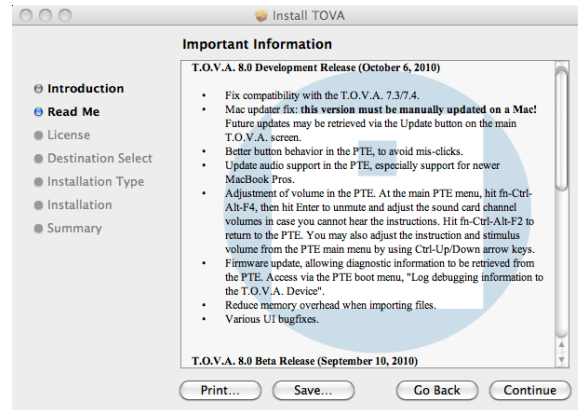 Install TOVA
Important Information
Introduction
Read Me
License
Destination Select
Installation Type
Installation
Summary
T.O.V.A. 8.0 Development Release (October 6, 2010)
• Fix compatibility with the T.O.V.A. 7.3/7.4.
• Mac updater fix: this version must be manually updated on a Mac!
Future updates may be retrieved via the Update button on the main
T.O.V.A. screen.
• Better button behavior in the PTE, to avoid mis-clicks.
• Update audio support in the PTE, especially support for newer
MacBook Pros.
• Adjustment of volume in the PTE. At the main PTE menu, hit fn-Ctrl-
Alt-F4, then hit Enter to unmute and adjust the sound card channel
volumes in case you cannot hear the instructions. Hit fn-Ctrl-Alt-F2 to
return to the PTE. You may also adjust the instruction and stimulus
volume from the PTE main menu by using Ctrl-Up/Down arrow keys.
• Firmware update, allowing diagnostic information to be retrieved from
the PTE. Access via the PTE boot menu, "Log debugging information to
the T.O.V.A. Device".
• Reduce memory overhead when importing files.
• Various UI bugfixes.
T.O.V.A. 8.0 Beta Release (September 10, 2010)
Print... Save... Go Back Continue